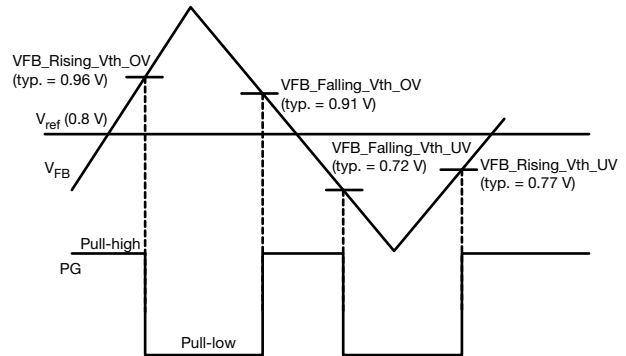 VFB_Rising_Vth_OV
(typ. = 0.96 V)
VFB_Falling_Vth_OV
(typ. = 0.91 V)
Vref (0.8 V)
VFB_Falling_Vth_UV
(typ. = 0.72 V)
VFB_Rising_Vth_UV
(typ. = 0.77 V)
VFB
Pull-high
PG
Pull-low